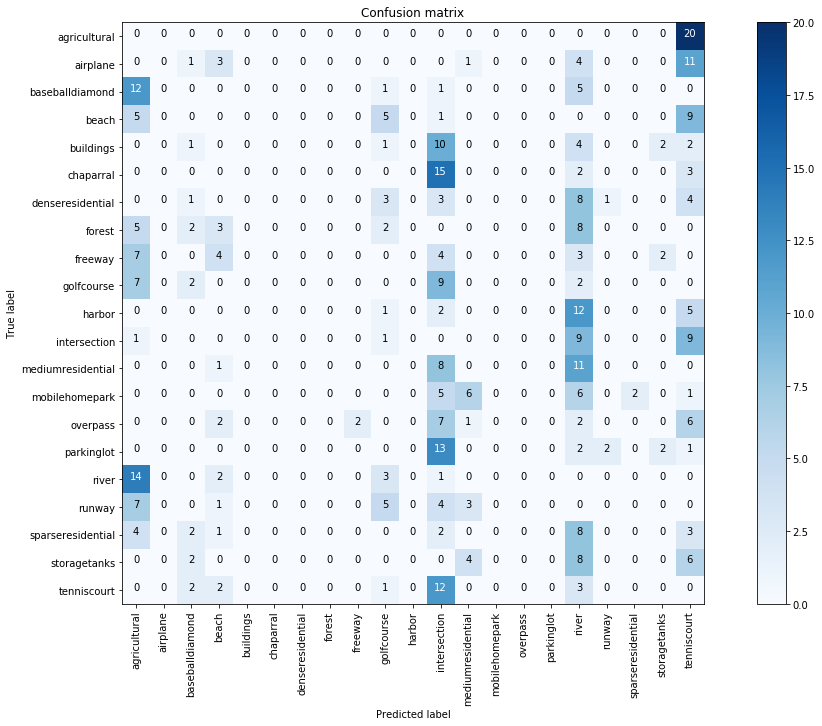 Confusion matrix
agricultural 0 0 0 0 0 0 0 0 0 0 0 0 0 0 0 0 0 0 0 0 20
airplane 0 0 1 3 0 0 0 0 0 0 0 0 1 0 0 0 4 0 0 0 11
baseballdiamond 12 0 0 0 0 0 0 0 0 1 0 1 0 0 0 0 5 0 0 0 0
beach 5 0 0 0 0 0 0 0 0 5 0 1 0 0 0 0 0 0 0 0 9
buildings 0 0 1 0 0 0 0 0 0 1 0 10 0 0 0 0 4 0 0 2 2
chaparral 0 0 0 0 0 0 0 0 0 0 0 15 0 0 0 0 2 0 0 0 3
denseresidential 0 0 1 0 0 0 0 0 0 3 0 3 0 0 0 0 8 1 0 0 4
forest 5 0 2 3 0 0 0 0 0 2 0 0 0 0 0 0 8 0 0 0 0
freeway 7 0 0 4 0 0 0 0 0 0 0 4 0 0 0 0 3 0 0 2 0
golfcourse 7 0 2 0 0 0 0 0 0 0 0 9 0 0 0 0 2 0 0 0 0
harbor 0 0 0 0 0 0 0 0 0 1 0 2 0 0 0 0 12 0 0 0 5
intersection 1 0 0 0 0 0 0 0 0 1 0 0 0 0 0 0 9 0 0 0 9
mediumresidential 0 0 0 1 0 0 0 0 0 0 0 8 0 0 0 0 11 0 0 0 0
mobilehomepark 0 0 0 0 0 0 0 0 0 0 0 5 6 0 0 0 6 0 2 0 1
overpass 0 0 0 2 0 0 0 0 2 0 0 7 1 0 0 0 2 0 0 0 6
parkinglot 0 0 0 0 0 0 0 0 0 0 0 13 0 0 0 0 2 2 0 2 1
river 14 0 0 2 0 0 0 0 0 3 0 1 0 0 0 0 0 0 0 0 0
runway 7 0 0 1 0 0 0 0 0 5 0 4 3 0 0 0 0 0 0 0 0
sparseresidential 4 0 2 1 0 0 0 0 0 0 0 2 0 0 0 0 8 0 0 0 3
storagetanks 0 0 2 0 0 0 0 0 0 0 0 0 4 0 0 0 8 0 0 0 6
tenniscourt 0 0 2 2 0 0 0 0 0 1 0 12 0 0 0 0 3 0 0 0 0
True label
agricultural
airplane
baseballdiamond
beach
buildings
chaparral
denseresidential
forest
freeway
golfcourse
harbor
intersection
mediumresidential
mobilehomepark
overpass
parkinglot
river
runway
sparseresidential
storagetanks
tenniscourt
Predicted label
20.0
17.5
15.0
12.5
10.0
7.5
5.0
2.5
0.0